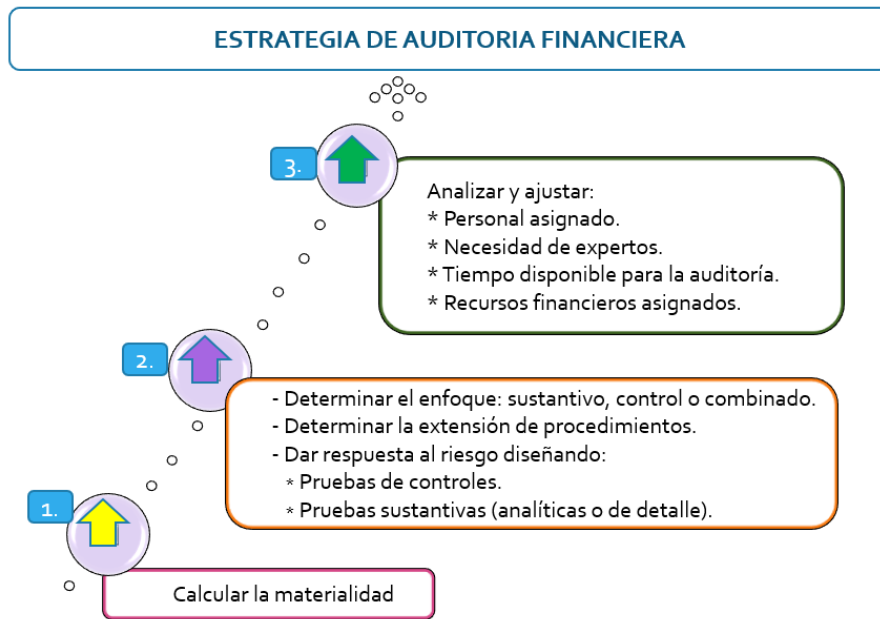 ESTRATEGIA DE AUDITORIA FINANCIERA
3.
Analizar y ajustar:
* Personal asignado.
* Necesidad de expertos.
* Tiempo disponible para la auditoría.
* Recursos financieros asignados.
2.
- Determinar el enfoque: sustantivo, control o combinado.
- Determinar la extensión de procedimientos.
- Dar respuesta al riesgo diseñando:
* Pruebas de controles.
* Pruebas sustantivas (analíticas o de detalle).
1.
Calcular la materialidad